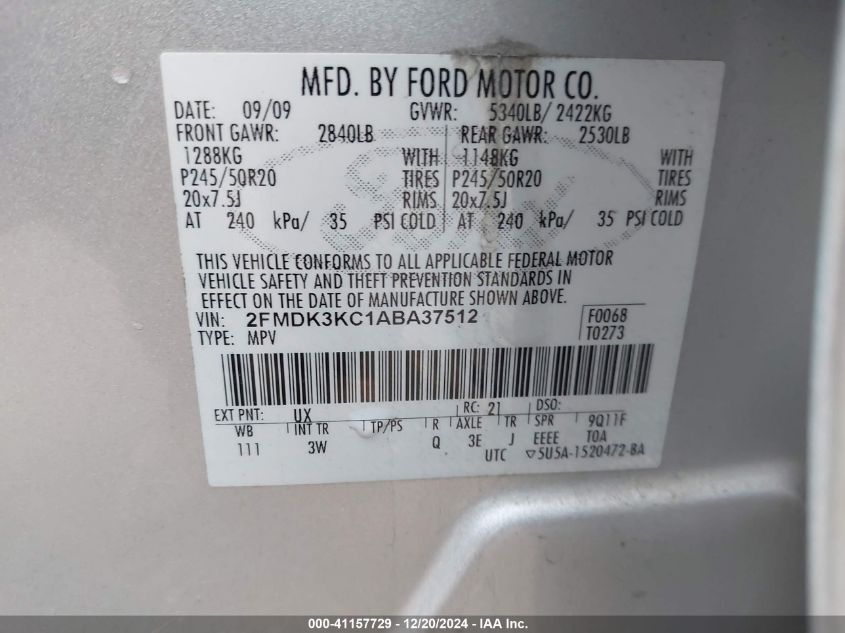 MFD. BY FORD MOTOR CO.
DATE: 09/09 GVWR: 5340LB/ 2422KG
FRONT GAWR: 2840LB REAR GAWR: 2530LB
1288KG WITH 1148KG WITH
P245/50R20 TIRES P245/50R20 TIRES
20x7.5J RIMS 20x7.5J RIMS
AT 240 kPa/ 35 PSI COLD AT 240 kPa/ 35 PSI COLD
THIS VEHICLE CONFORMS TO ALL APPLICABLE FEDERAL MOTOR
VEHICLE SAFETY AND THEFT PREVENTION STANDARDS IN
EFFECT ON THE DATE OF MANUFACTURE SHOWN ABOVE.
VIN: 2FMDK3KC1ABA37512 F0068
TYPE: MPV T0273
EXT PNT: UX RC: 21 DSO:
WB INT TR TP/PS R AXLE TR SPR 9Q11F
111 3W Q 3E J EEEE TOA
UTC ▽5U5A-1520472-BA
000-41157729 - 12/20/2024 - IAA Inc.